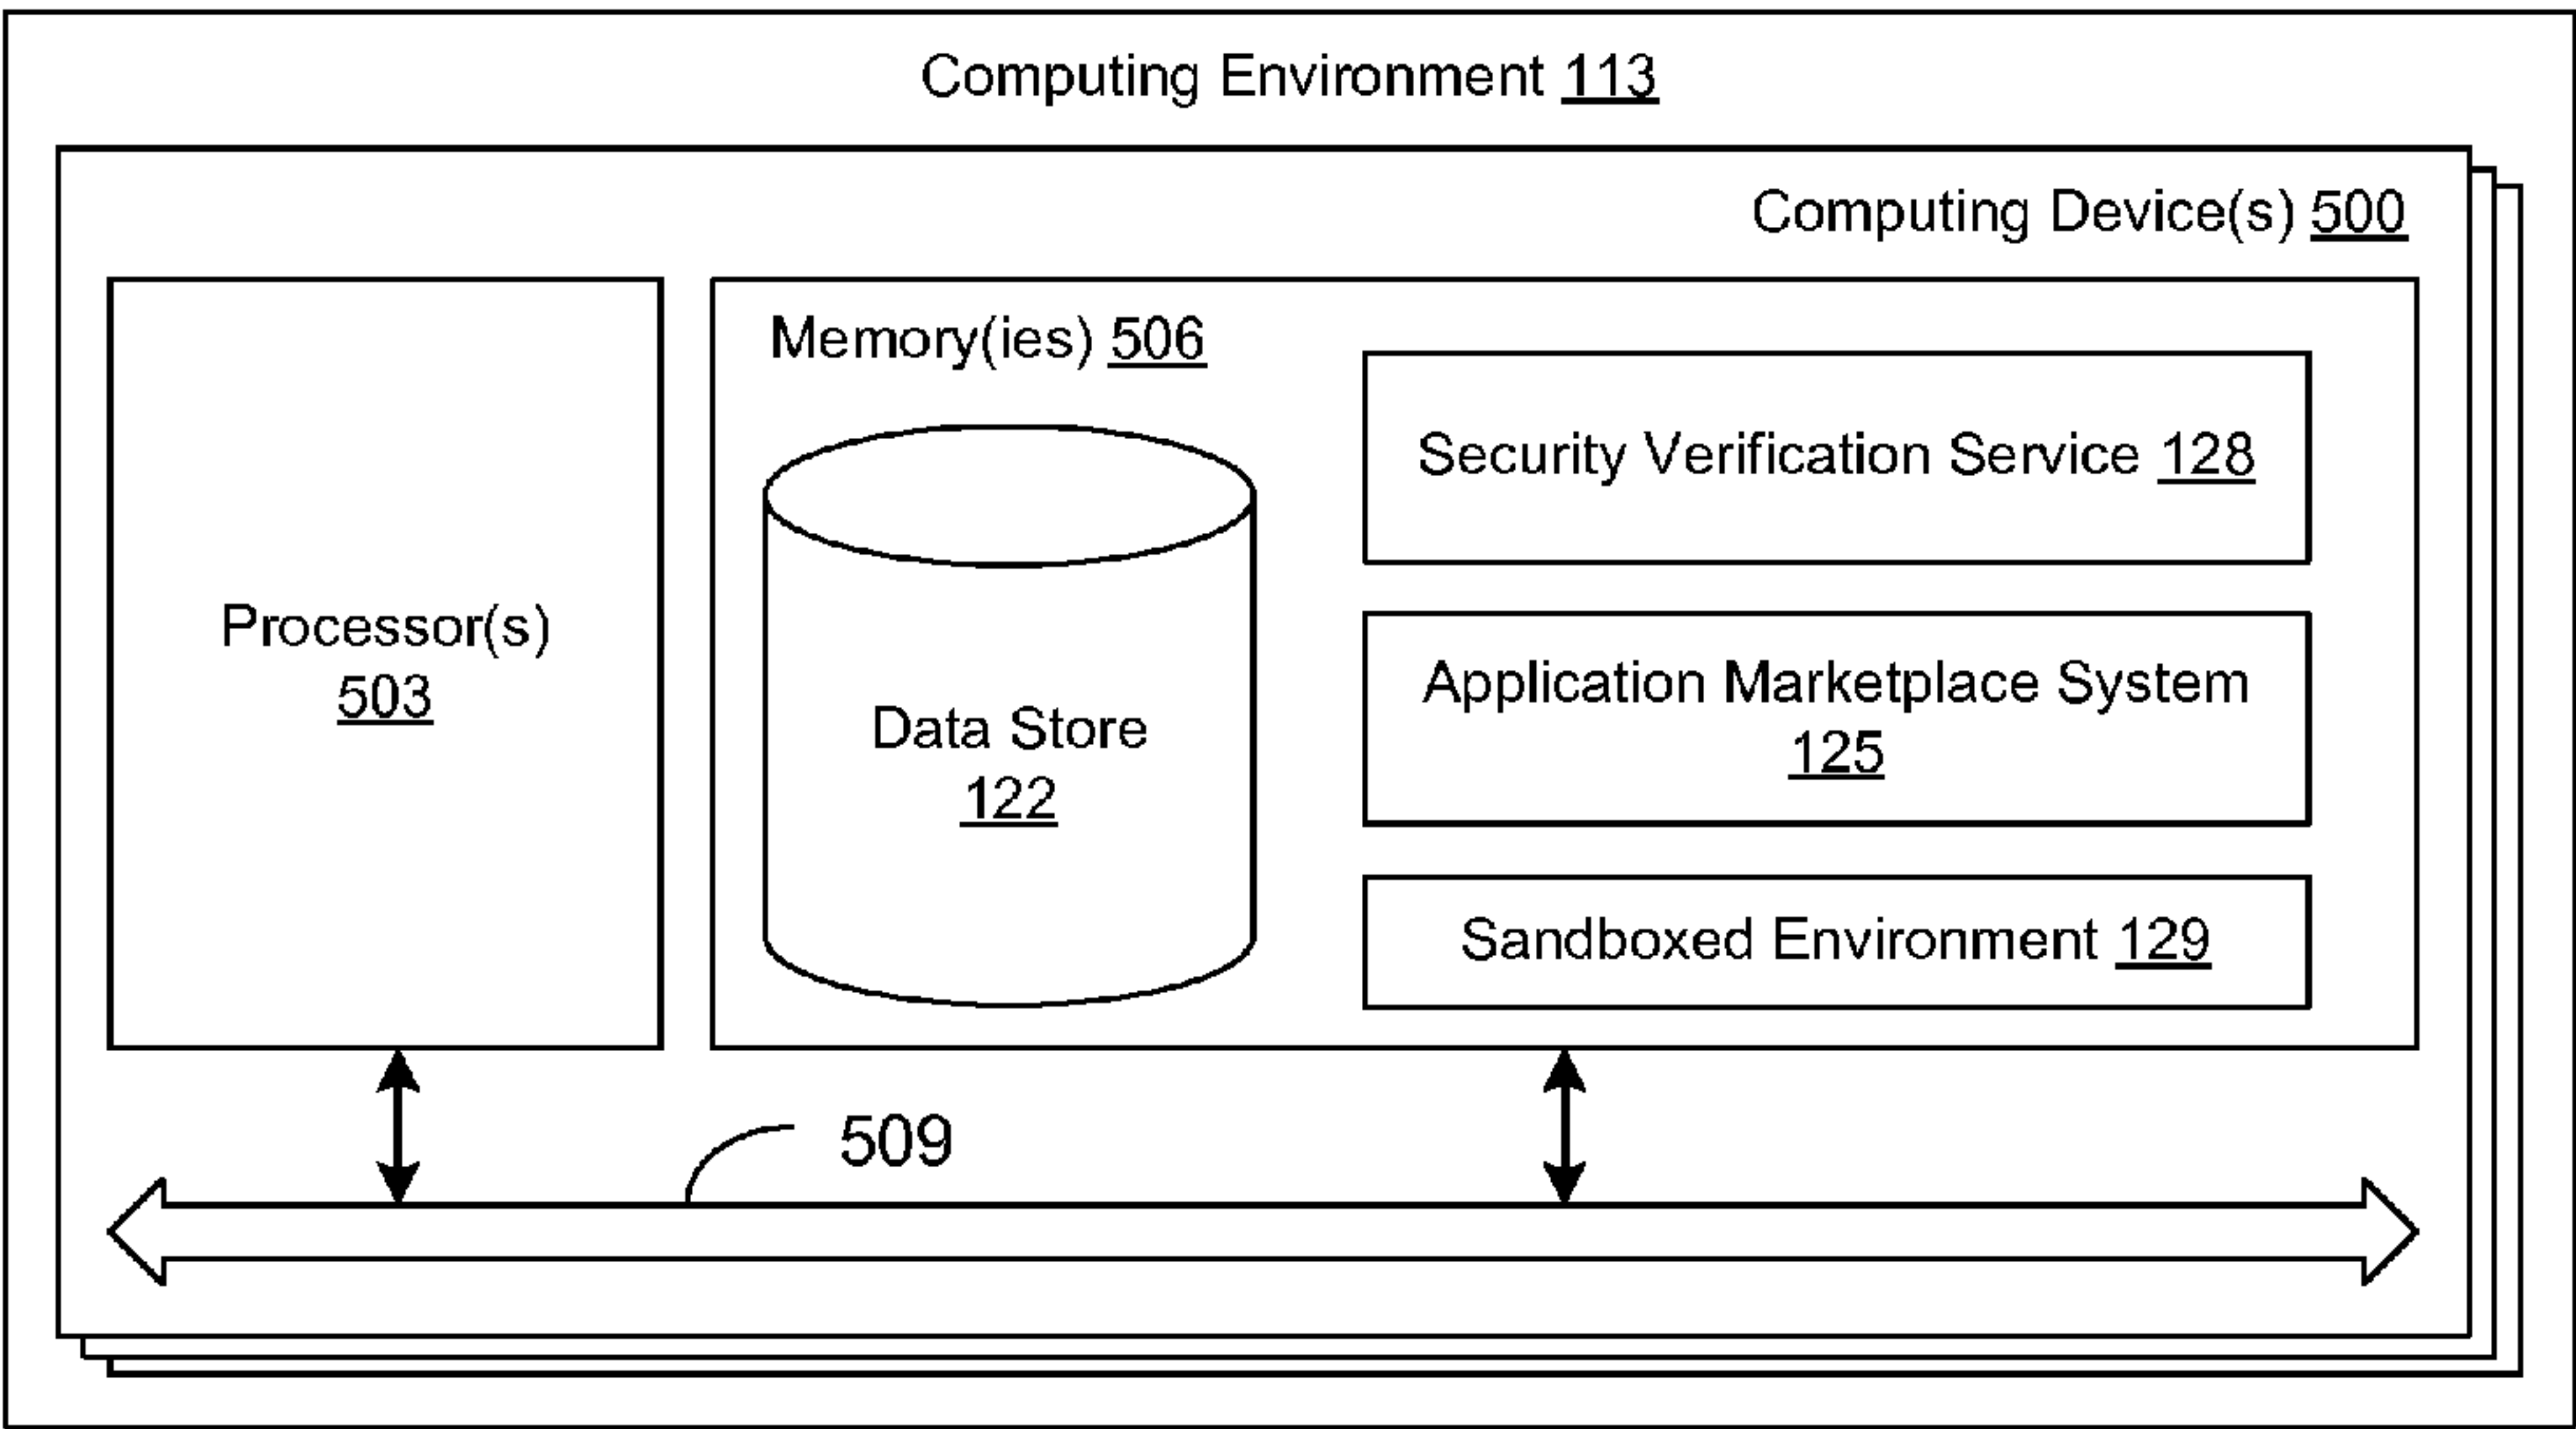 Computing Environment 113
Computing Device(s) 500
Processor(s)
503
Memory(ies) 506
Data Store
122
Security Verification Service 128
Application Marketplace System
125
Sandboxed Environment 129
509